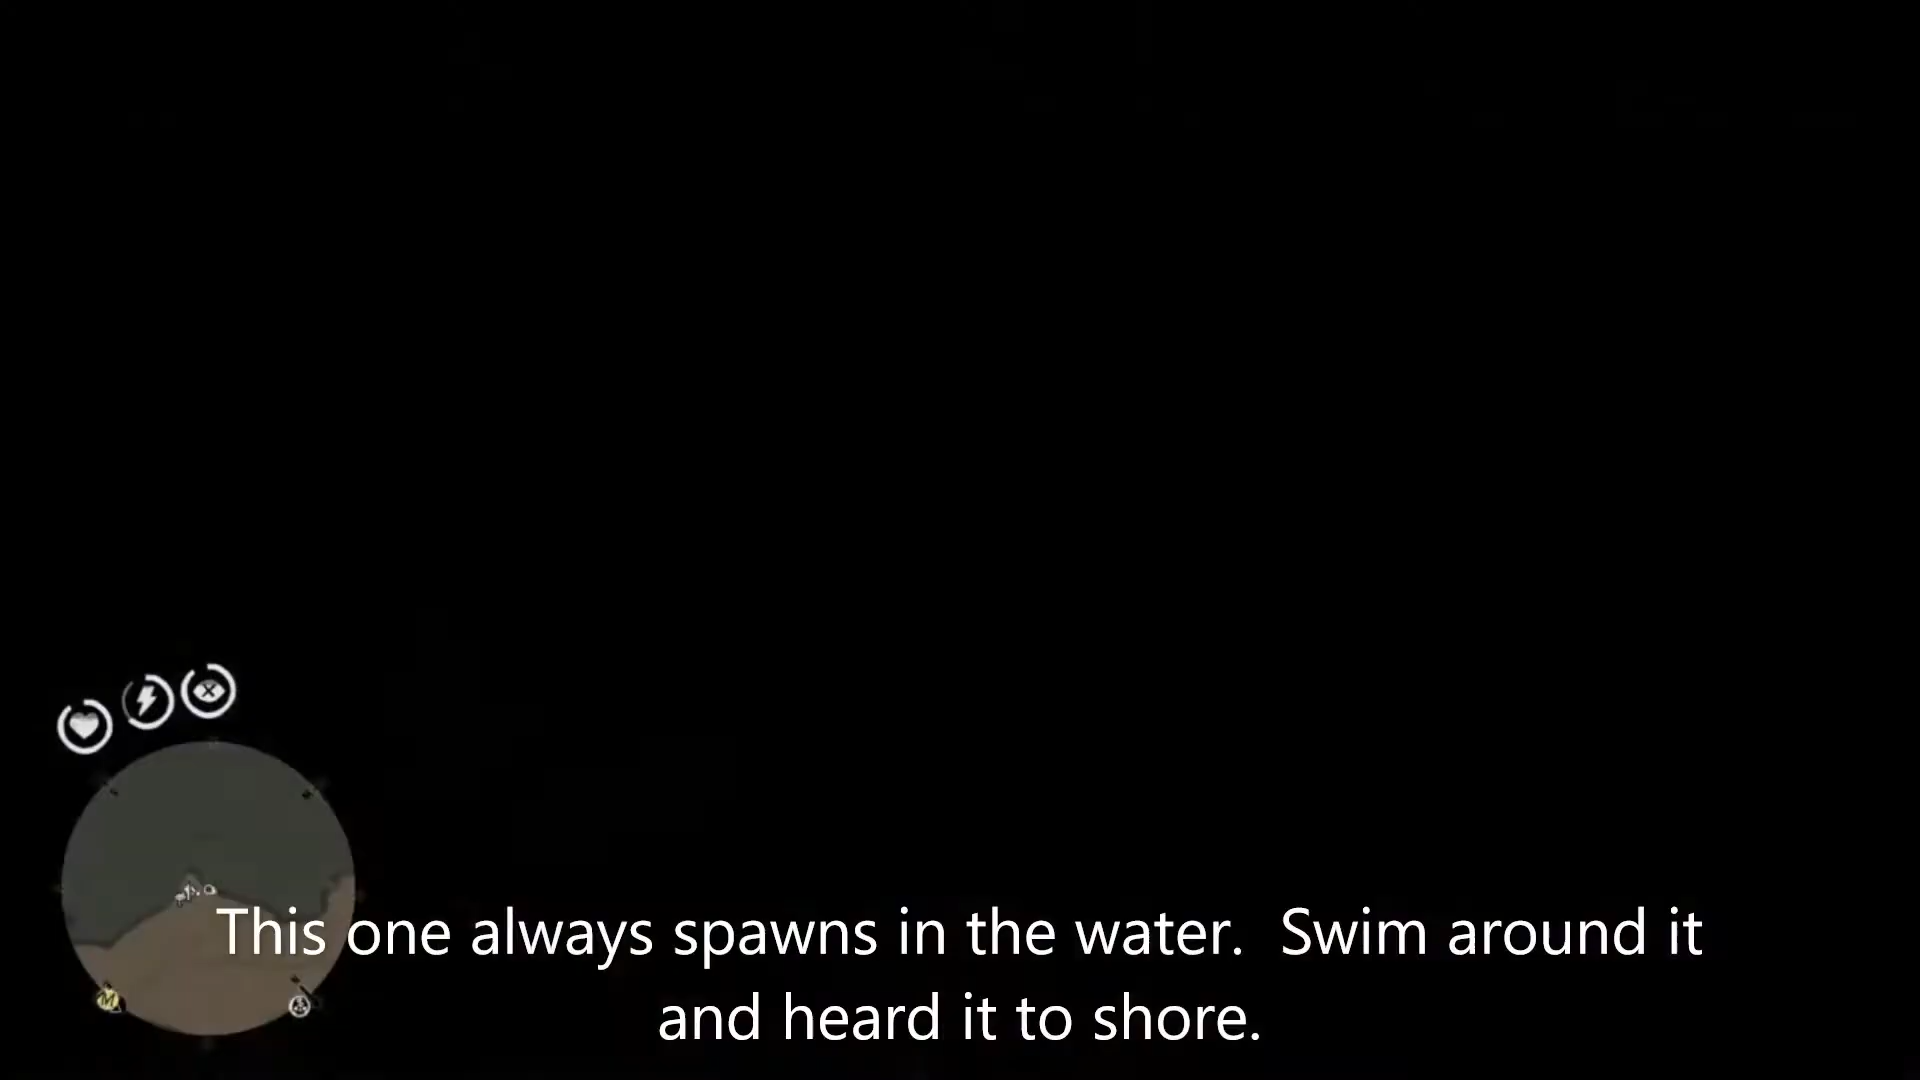 This one always spawns in the water.  Swim around it
and heard it to shore.